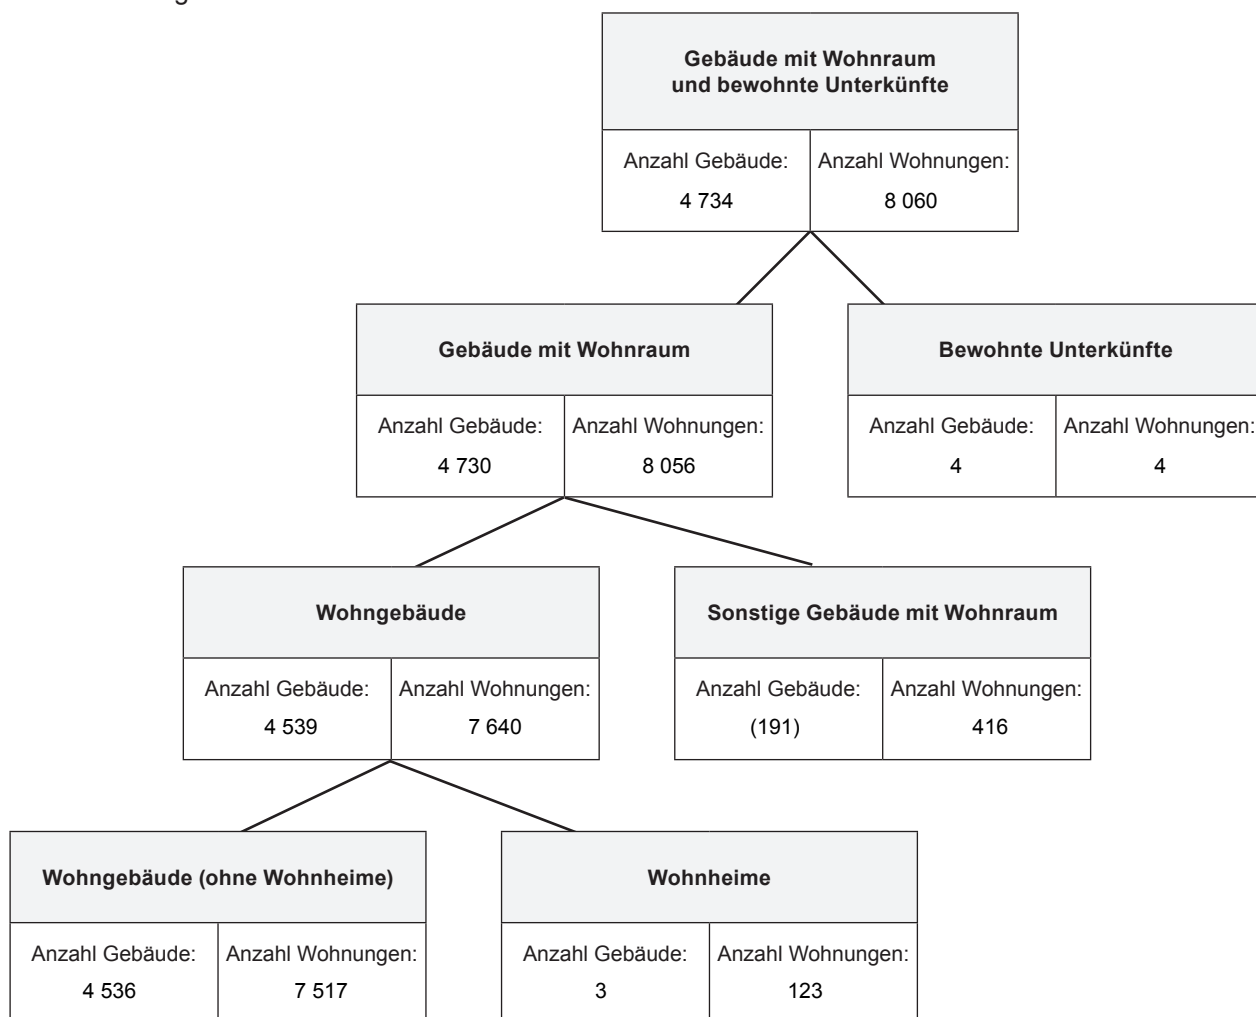 Gebäude mit Wohnraum
und bewohnte Unterkünfte
Anzahl Gebäude: Anzahl Wohnungen:
4 734 8 060
Gebäude mit Wohnraum
Anzahl Gebäude: Anzahl Wohnungen:
4 730 8 056
Bewohnte Unterkünfte
Anzahl Gebäude: Anzahl Wohnungen:
4 4
Wohngebäude
Anzahl Gebäude: Anzahl Wohnungen:
4 539 7 640
Sonstige Gebäude mit Wohnraum
Anzahl Gebäude: Anzahl Wohnungen:
(191) 416
Wohngebäude (ohne Wohnheime)
Anzahl Gebäude: Anzahl Wohnungen:
4 536 7 517
Wohnheime
Anzahl Gebäude: Anzahl Wohnungen:
3 123